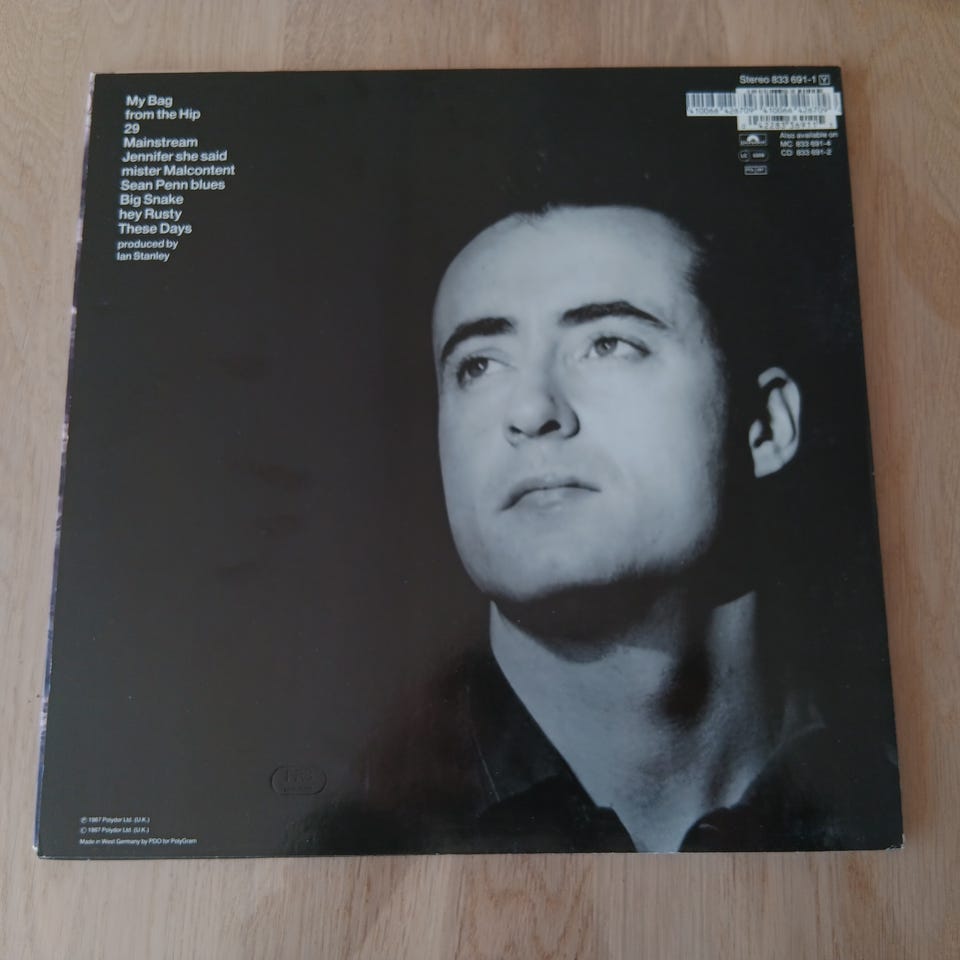 My Bag
from the Hip
29
Mainstream
Jennifer she said
mister Malcontent
Sean Penn blues
Big Snake
hey Rusty
These Days
produced by
Ian Stanley
Stereo 833 691-1 Y
Also available on
MC 833 691-4
CD 833 691-2
℗ 1987 Polydor Ltd. (U.K.)
© 1987 Polydor Ltd. (U.K.)
Made in West Germany by PDO for PolyGram